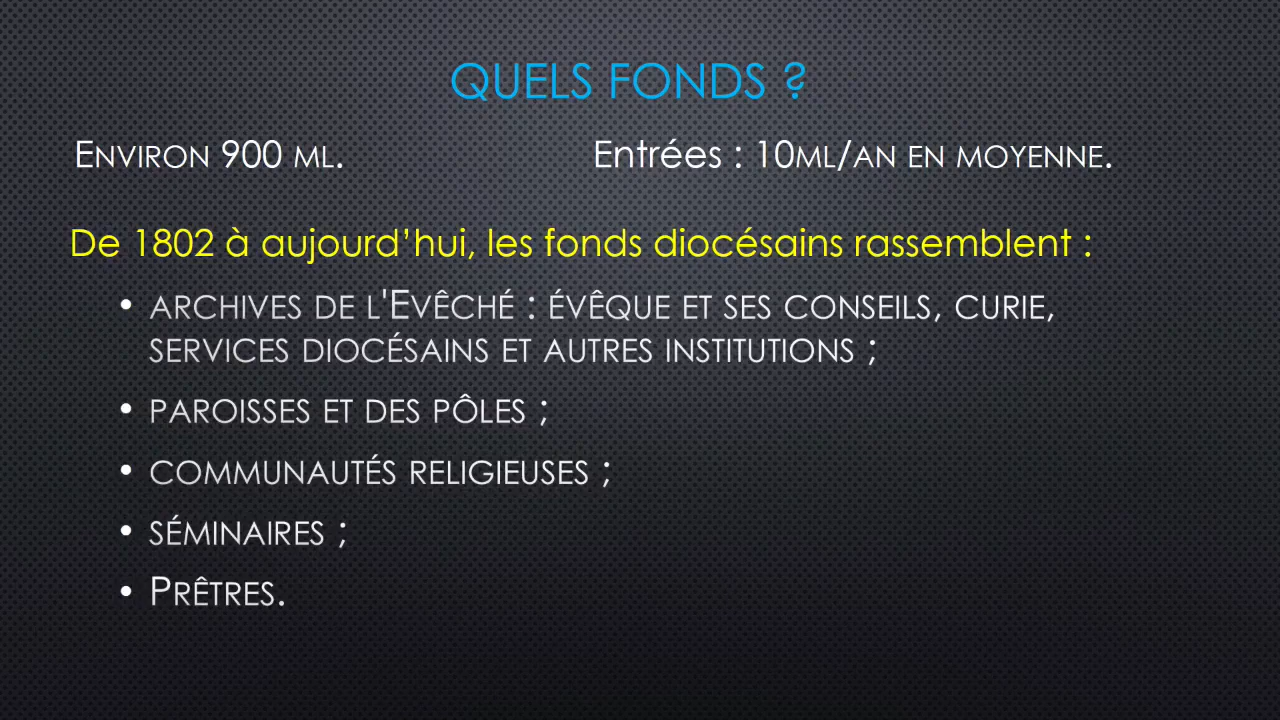 QUELS FONDS ?
Environ 900 ml. Entrées : 10ml/an en moyenne.
De 1802 à aujourd’hui, les fonds diocésains rassemblent :
• archives de l'Evêché : évêque et ses conseils, curie,
services diocésains et autres institutions ;
• paroisses et des pôles ;
• communautés religieuses ;
• séminaires ;
• Prêtres.